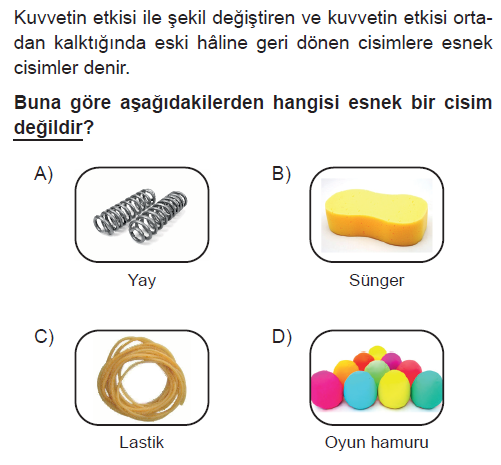 Kuvvetin etkisi ile şekil değiştiren ve kuvvetin etkisi orta-
dan kalktığında eski hâline geri dönen cisimlere esnek
cisimler denir.
Buna göre aşağıdakilerden hangisi esnek bir cisim
değildir?
A)
B)
Yay
Sünger
C)
D)
Lastik
Oyun hamuru